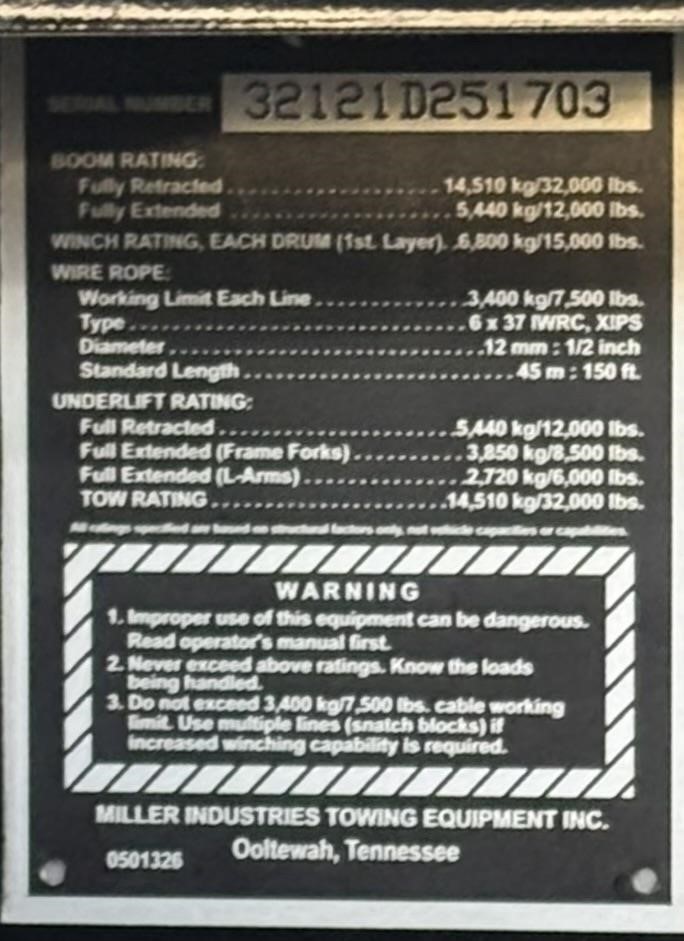 SERIAL NUMBER 32121D251703
BOOM RATING:
Fully Retracted........................14,510 kg/32,000 lbs.
Fully Extended ........................5,440 kg/12,000 lbs.
WINCH RATING, EACH DRUM (1st. Layer). .6,800 kg/15,000 lbs.
WIRE ROPE:
Working Limit Each Line................3,400 kg/7,500 lbs.
Type...................................6 x 37 IWRC, XIPS
Diameter...............................12 mm : 1/2 inch
Standard Length........................45 m : 150 ft.
UNDERLIFT RATING:
Full Retracted.........................5,440 kg/12,000 lbs.
Full Extended (Frame Forks)............3,850 kg/8,500 lbs.
Full Extended (L-Arms).................2,720 kg/6,000 lbs.
TOW RATING.............................14,510 kg/32,000 lbs.
All ratings specified are based on structural factors only, not vehicle capacities or capabilities.
WARNING
1. Improper use of this equipment can be dangerous.
Read operator's manual first.
2. Never exceed above ratings. Know the loads
being handled.
3. Do not exceed 3,400 kg/7,500 lbs. cable working
limit. Use multiple lines (snatch blocks) if
increased winching capability is required.
MILLER INDUSTRIES TOWING EQUIPMENT INC.
Ooltewah, Tennessee
0501326